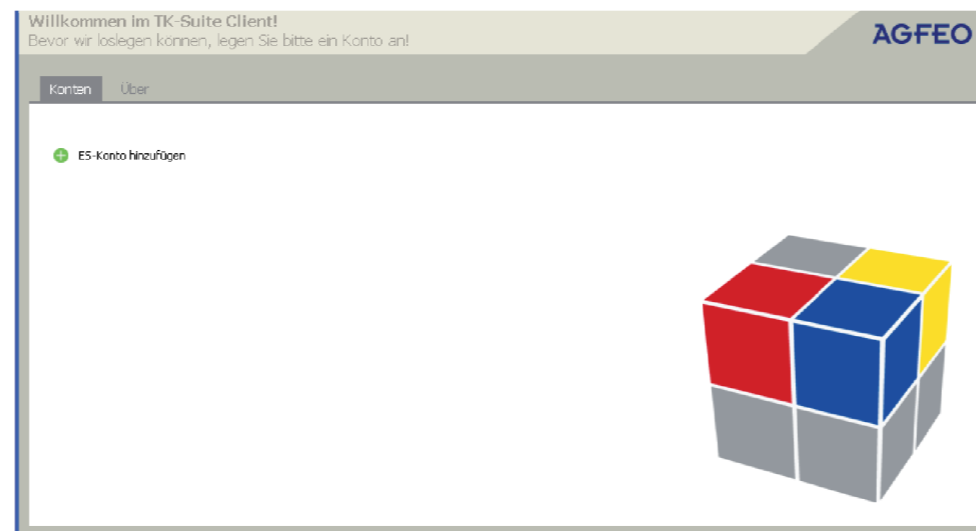 Willkommen im TK-Suite Client!
Bevor wir loslegen können, legen Sie bitte ein Konto an!
AGFEO
Konten Über
ES-Konto hinzufügen